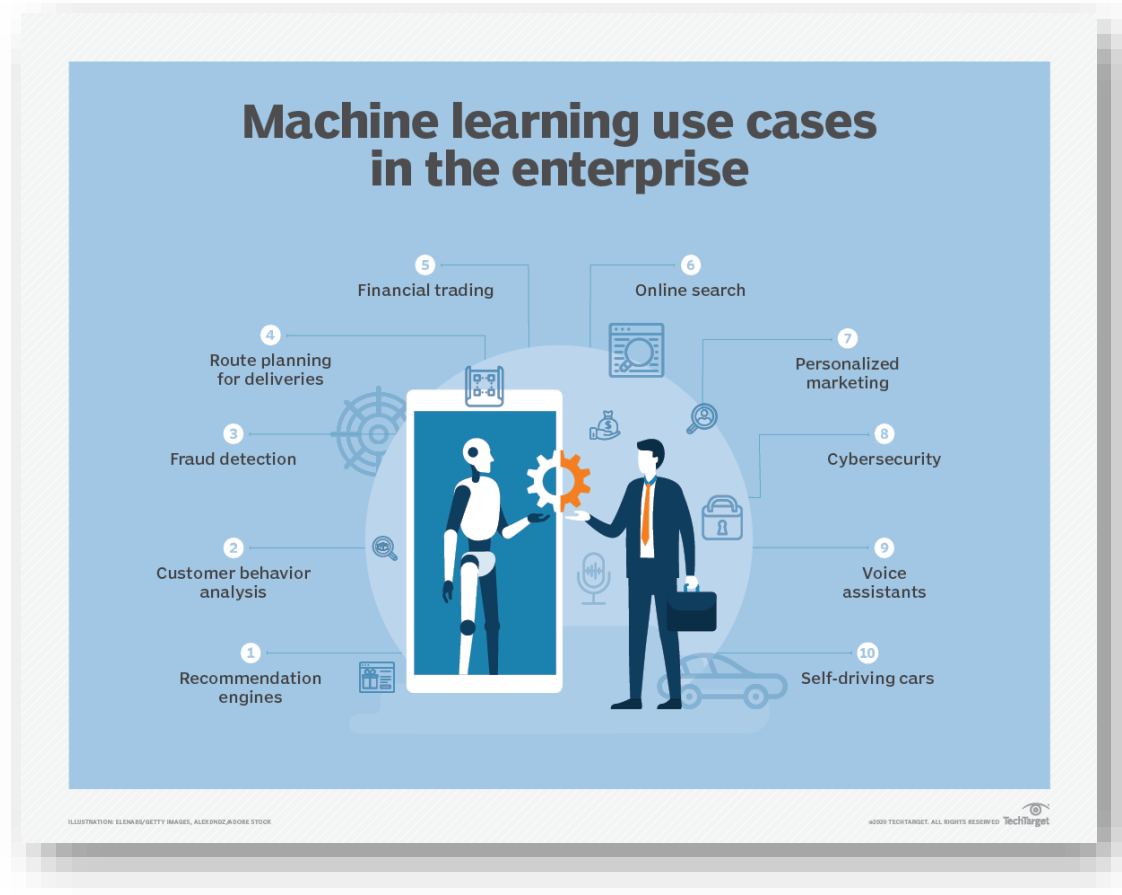 Machine learning use cases
in the enterprise
5
Financial trading
6
Online search
4
Route planning
for deliveries
7
Personalized
marketing
3
Fraud detection
8
Cybersecurity
2
Customer behavior
analysis
9
Voice
assistants
1
Recommendation
engines
10
Self-driving cars
$
ILLUSTRATION: ELENABS/GETTY IMAGES, ALEKDNDZ/ADOBE STOCK
©2020 TECHTARGET. ALL RIGHTS RESERVED
TechTarget